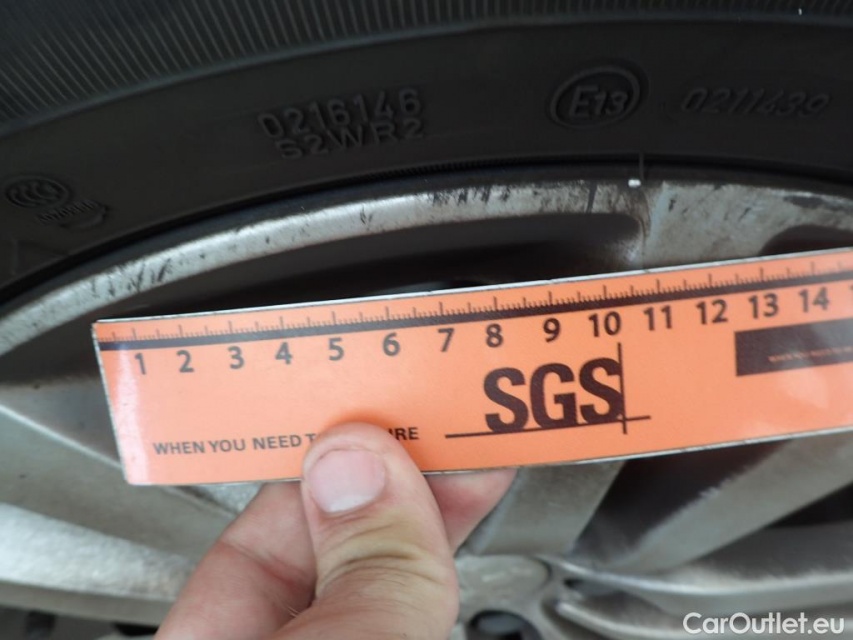 0216146
S2WR2
E13
0211439
1 2 3 4 5 6 7 8 9 10 11 12 13 14
SGS
WHEN YOU NEED
CarOutlet.eu